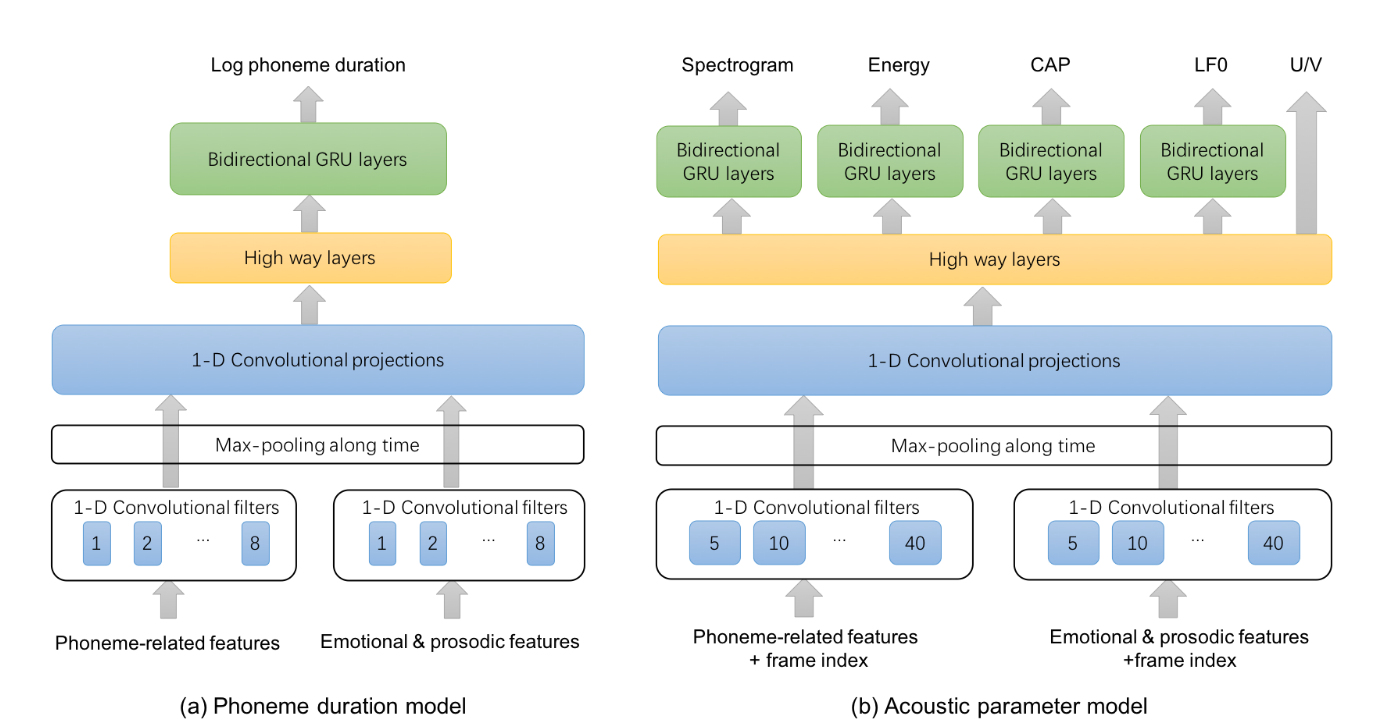 Log phoneme duration
Bidirectional GRU layers
High way layers
1-D Convolutional projections
Max-pooling along time
1-D Convolutional filters
1 2 ... 8
1-D Convolutional filters
1 2 ... 8
Phoneme-related features
Emotional & prosodic features
(a) Phoneme duration model
Spectrogram
Energy
CAP
LF0
U/V
Bidirectional
GRU layers
Bidirectional
GRU layers
Bidirectional
GRU layers
Bidirectional
GRU layers
High way layers
1-D Convolutional projections
Max-pooling along time
1-D Convolutional filters
5 10 ... 40
1-D Convolutional filters
5 10 ... 40
Phoneme-related features
+ frame index
Emotional & prosodic features
+frame index
(b) Acoustic parameter model